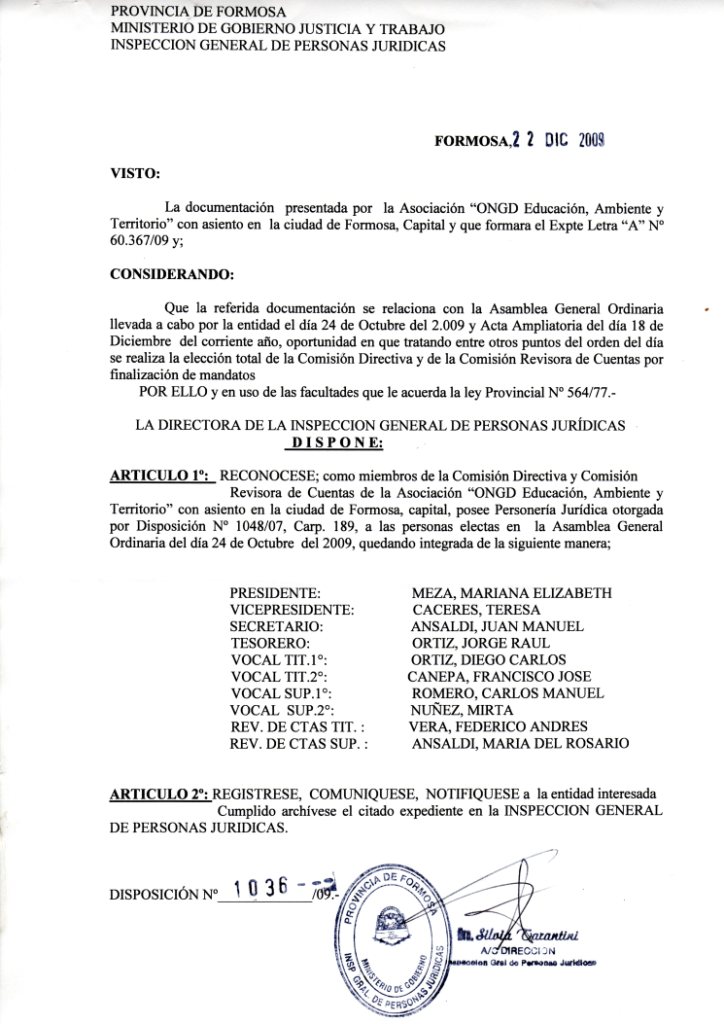 PROVINCIA DE FORMOSA
MINISTERIO DE GOBIERNO JUSTICIA Y TRABAJO
INSPECCION GENERAL DE PERSONAS JURIDICAS
FORMOSA, 22 DIC 2009
VISTO:
La documentación presentada por la Asociación “ONGD Educación, Ambiente y
Territorio” con asiento en la ciudad de Formosa, Capital y que formara el Expte Letra “A” Nº
60.367/09 y;
CONSIDERANDO:
Que la referida documentación se relaciona con la Asamblea General Ordinaria
llevada a cabo por la entidad el día 24 de Octubre del 2.009 y Acta Ampliatoria del día 18 de
Diciembre del corriente año, oportunidad en que tratando entre otros puntos del orden del día
se realiza la elección total de la Comisión Directiva y de la Comisión Revisora de Cuentas por
finalización de mandatos
POR ELLO y en uso de las facultades que le acuerda la ley Provincial Nº 564/77.-
LA DIRECTORA DE LA INSPECCION GENERAL DE PERSONAS JURÍDICAS
D I S P O N E:
ARTICULO 1º: RECONOCESE; como miembros de la Comisión Directiva y Comisión
Revisora de Cuentas de la Asociación “ONGD Educación, Ambiente y
Territorio” con asiento en la ciudad de Formosa, capital, posee Personería Jurídica otorgada
por Disposición Nº 1048/07, Carp. 189, a las personas electas en la Asamblea General
Ordinaria del día 24 de Octubre del 2009, quedando integrada de la siguiente manera;
PRESIDENTE: MEZA, MARIANA ELIZABETH
VICEPRESIDENTE: CACERES, TERESA
SECRETARIO: ANSALDI, JUAN MANUEL
TESORERO: ORTIZ, JORGE RAUL
VOCAL TIT.1°: ORTIZ, DIEGO CARLOS
VOCAL TIT.2°: CANEPA, FRANCISCO JOSE
VOCAL SUP.1°: ROMERO, CARLOS MANUEL
VOCAL SUP.2°: NUÑEZ, MIRTA
REV. DE CTAS TIT. : VERA, FEDERICO ANDRES
REV. DE CTAS SUP. : ANSALDI, MARIA DEL ROSARIO
ARTICULO 2º: REGISTRESE, COMUNIQUESE, NOTIFIQUESE a la entidad interesada
Cumplido archívese el citado expediente en la INSPECCION GENERAL
DE PERSONAS JURIDICAS.
DISPOSICIÓN Nº 1036 /09.-
PROVINCIA DE FORMOSA
MINISTERIO DE GOBIERNO
INSP GRAL DE PERSONAS JURIDICAS
Dra. Silvia Tarantini
A/C DIRECCION
Inspeccion Gral de Personas Juridicas